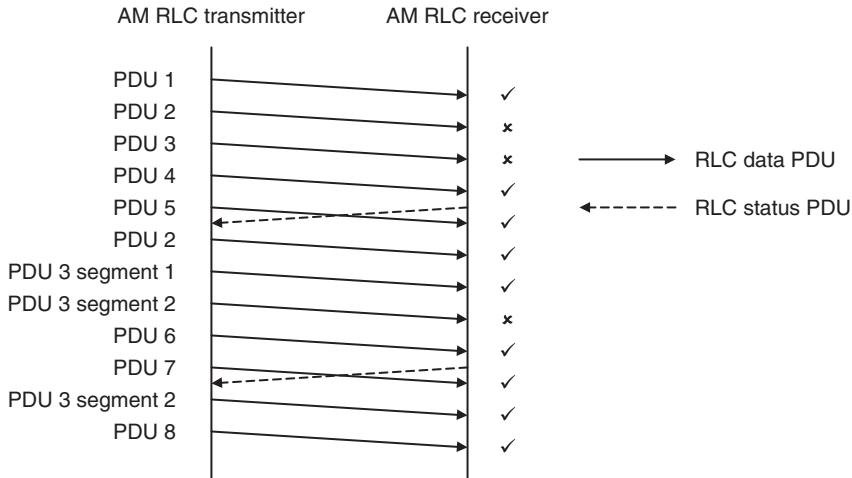 AM RLC transmitter AM RLC receiver
PDU 1 ✓
PDU 2 ×
PDU 3 ×
PDU 4 ✓
PDU 5 ✓
PDU 2 ✓
PDU 3 segment 1 ✓
PDU 3 segment 2 ×
PDU 6 ✓
PDU 7 ✓
PDU 3 segment 2 ✓
PDU 8 ✓
RLC data PDU
RLC status PDU